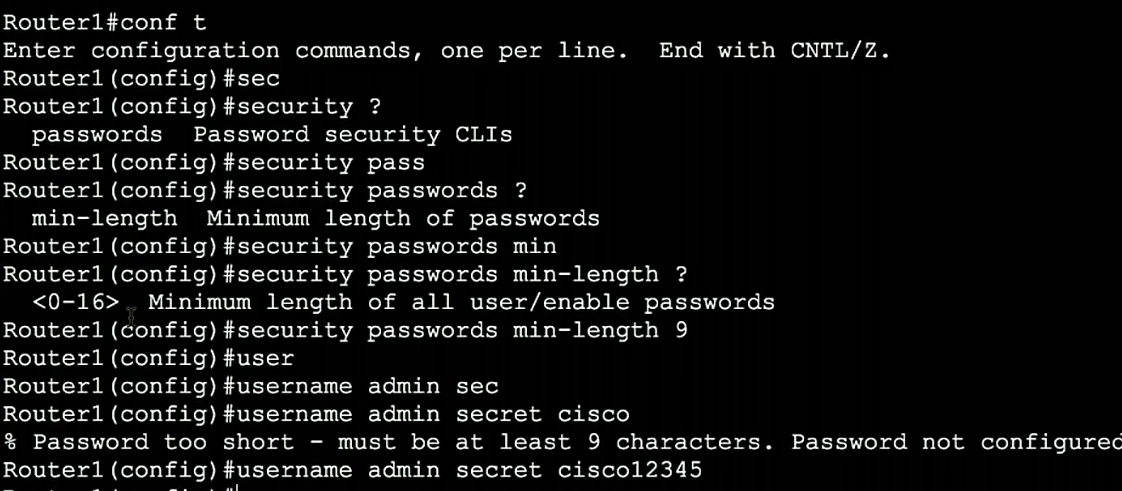 Router1#conf t
Enter configuration commands, one per line.  End with CNTL/Z.
Router1(config)#sec
Router1(config)#security ?
  passwords  Password security CLIs
Router1(config)#security pass
Router1(config)#security passwords ?
  min-length  Minimum length of passwords
Router1(config)#security passwords min
Router1(config)#security passwords min-length ?
  <0-16>  Minimum length of all user/enable passwords
Router1(config)#security passwords min-length 9
Router1(config)#user
Router1(config)#username admin sec
Router1(config)#username admin secret cisco
% Password too short - must be at least 9 characters. Password not configured
Router1(config)#username admin secret cisco12345